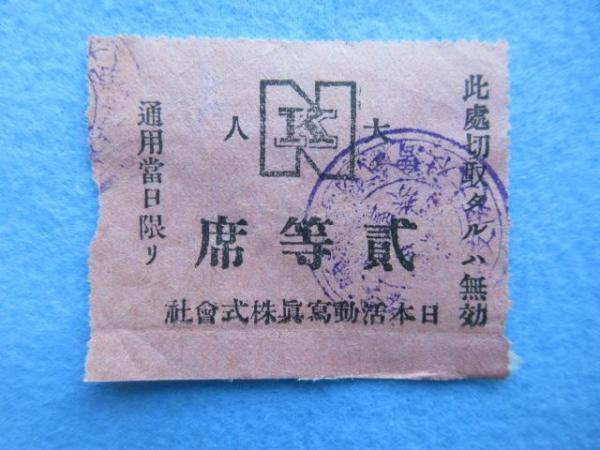 此處切取タルハ無効
大人
NK
貳等席
日本活動寫眞株式會社
通用當日限リ